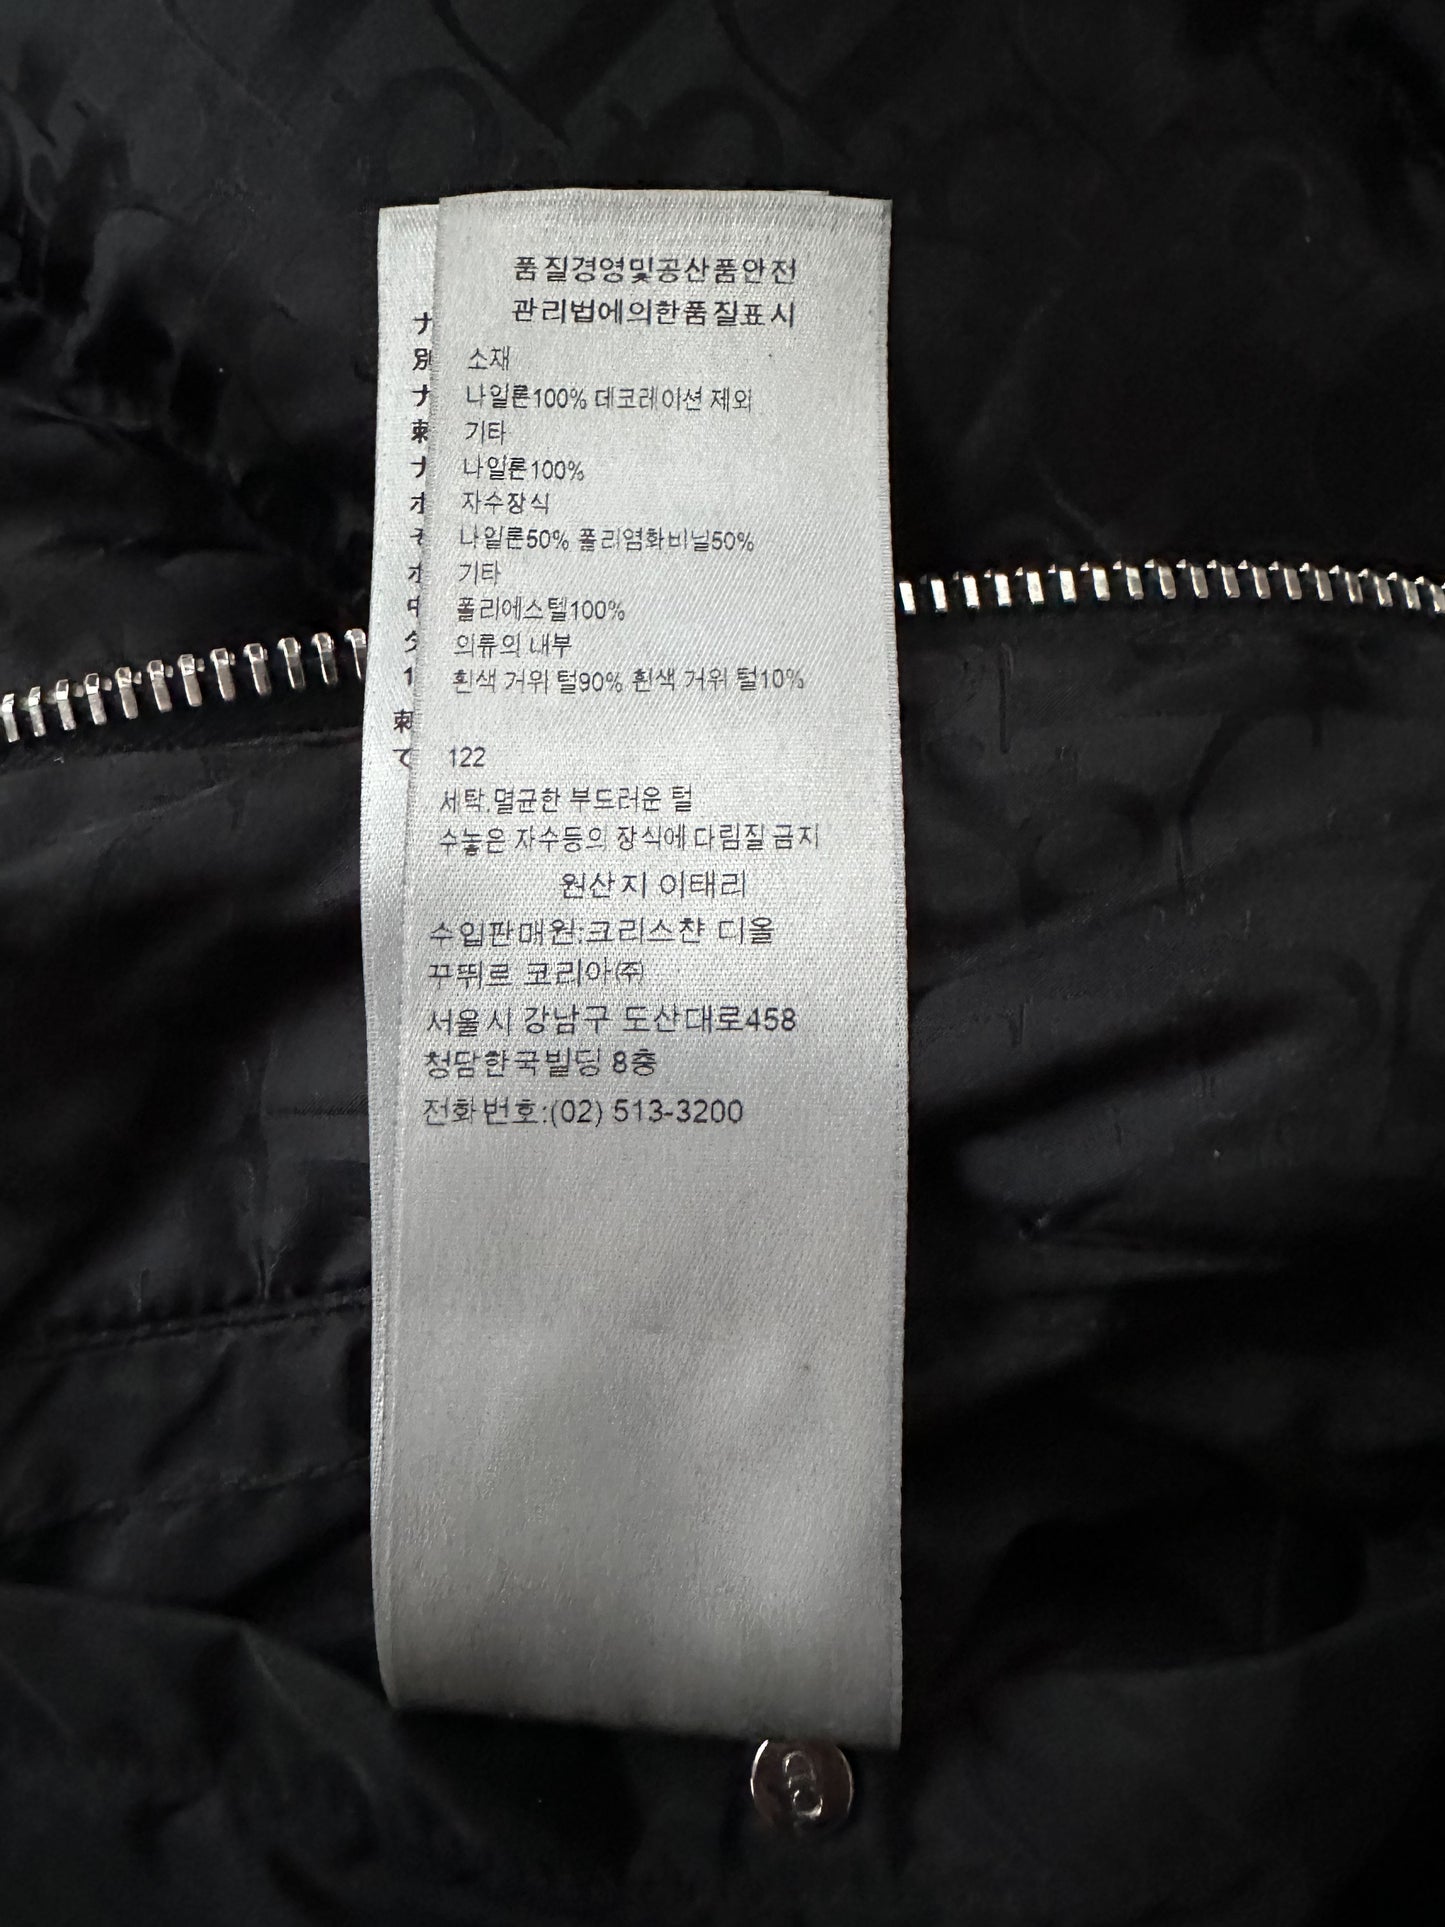 품질경영및공산품안전
관리법에의한품질표시
소재
나일론100% 데코레이션 제외
기타
나일론100%
자수장식
나일론50% 폴리염화비닐50%
기타
폴리에스텔100%
의류의 내부
흰색 거위 털90% 흰색 거위 털10%
122
세탁.멸균한 부드러운 털
수놓은 자수등의 장식에 다림질 금지
원산지 이태리
수입판매원:크리스챤 디올
꾸뛰르 코리아㈜
서울시 강남구 도산대로458
청담한국빌딩 8층
전화번호:(02) 513-3200